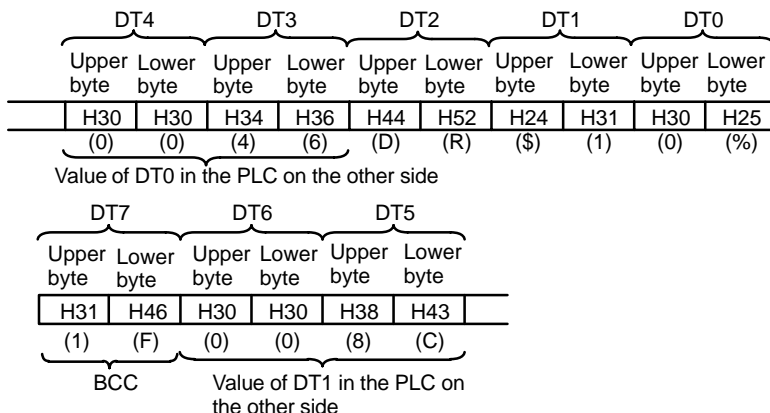 DT4 DT3 DT2 DT1 DT0
Upper byte Lower byte Upper byte Lower byte Upper byte Lower byte Upper byte Lower byte Upper byte Lower byte
H30 H30 H34 H36 H44 H52 H24 H31 H30 H25
(0) (0) (4) (6) (D) (R) ($) (1) (0) (%)
Value of DT0 in the PLC on the other side
DT7 DT6 DT5
Upper byte Lower byte Upper byte Lower byte Upper byte Lower byte
H31 H46 H30 H30 H38 H43
(1) (F) (0) (0) (8) (C)
BCC Value of DT1 in the PLC on
the other side